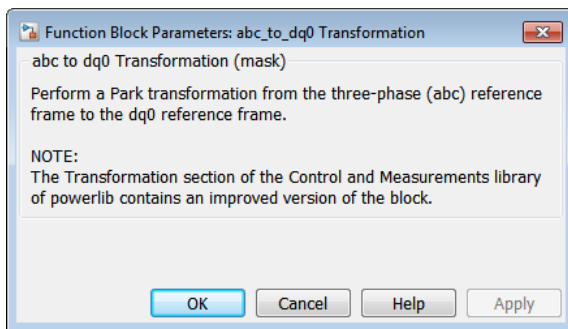 Function Block Parameters: abc_to_dq0 Transformation
abc to dq0 Transformation (mask)
Perform a Park transformation from the three-phase (abc) reference
frame to the dq0 reference frame.
NOTE:
The Transformation section of the Control and Measurements library
of powerlib contains an improved version of the block.
OK Cancel Help Apply